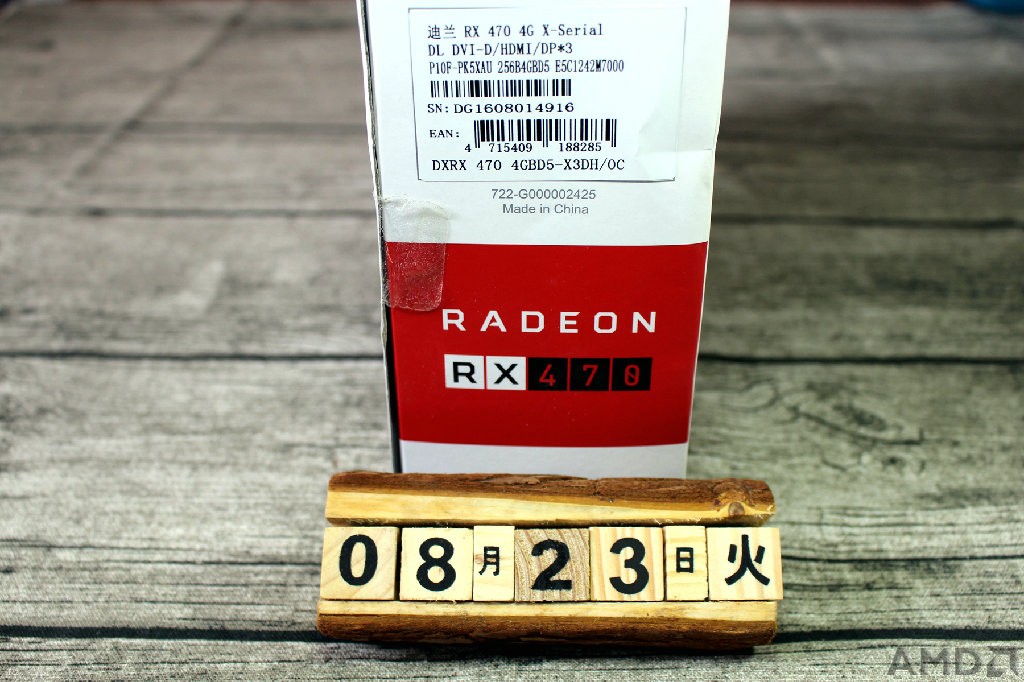 迪兰 RX 470 4G X-Serial
DL DVI-D/HDMI/DP*3
P10F-PK5XAU 256B4GBD5 E5C1242M7000
SN: DG1608014916
EAN:
4 715409 188285
DXRX 470 4GBD5-X3DH/OC
722-G000002425
Made in China
RADEON
RX 470
08月23日火